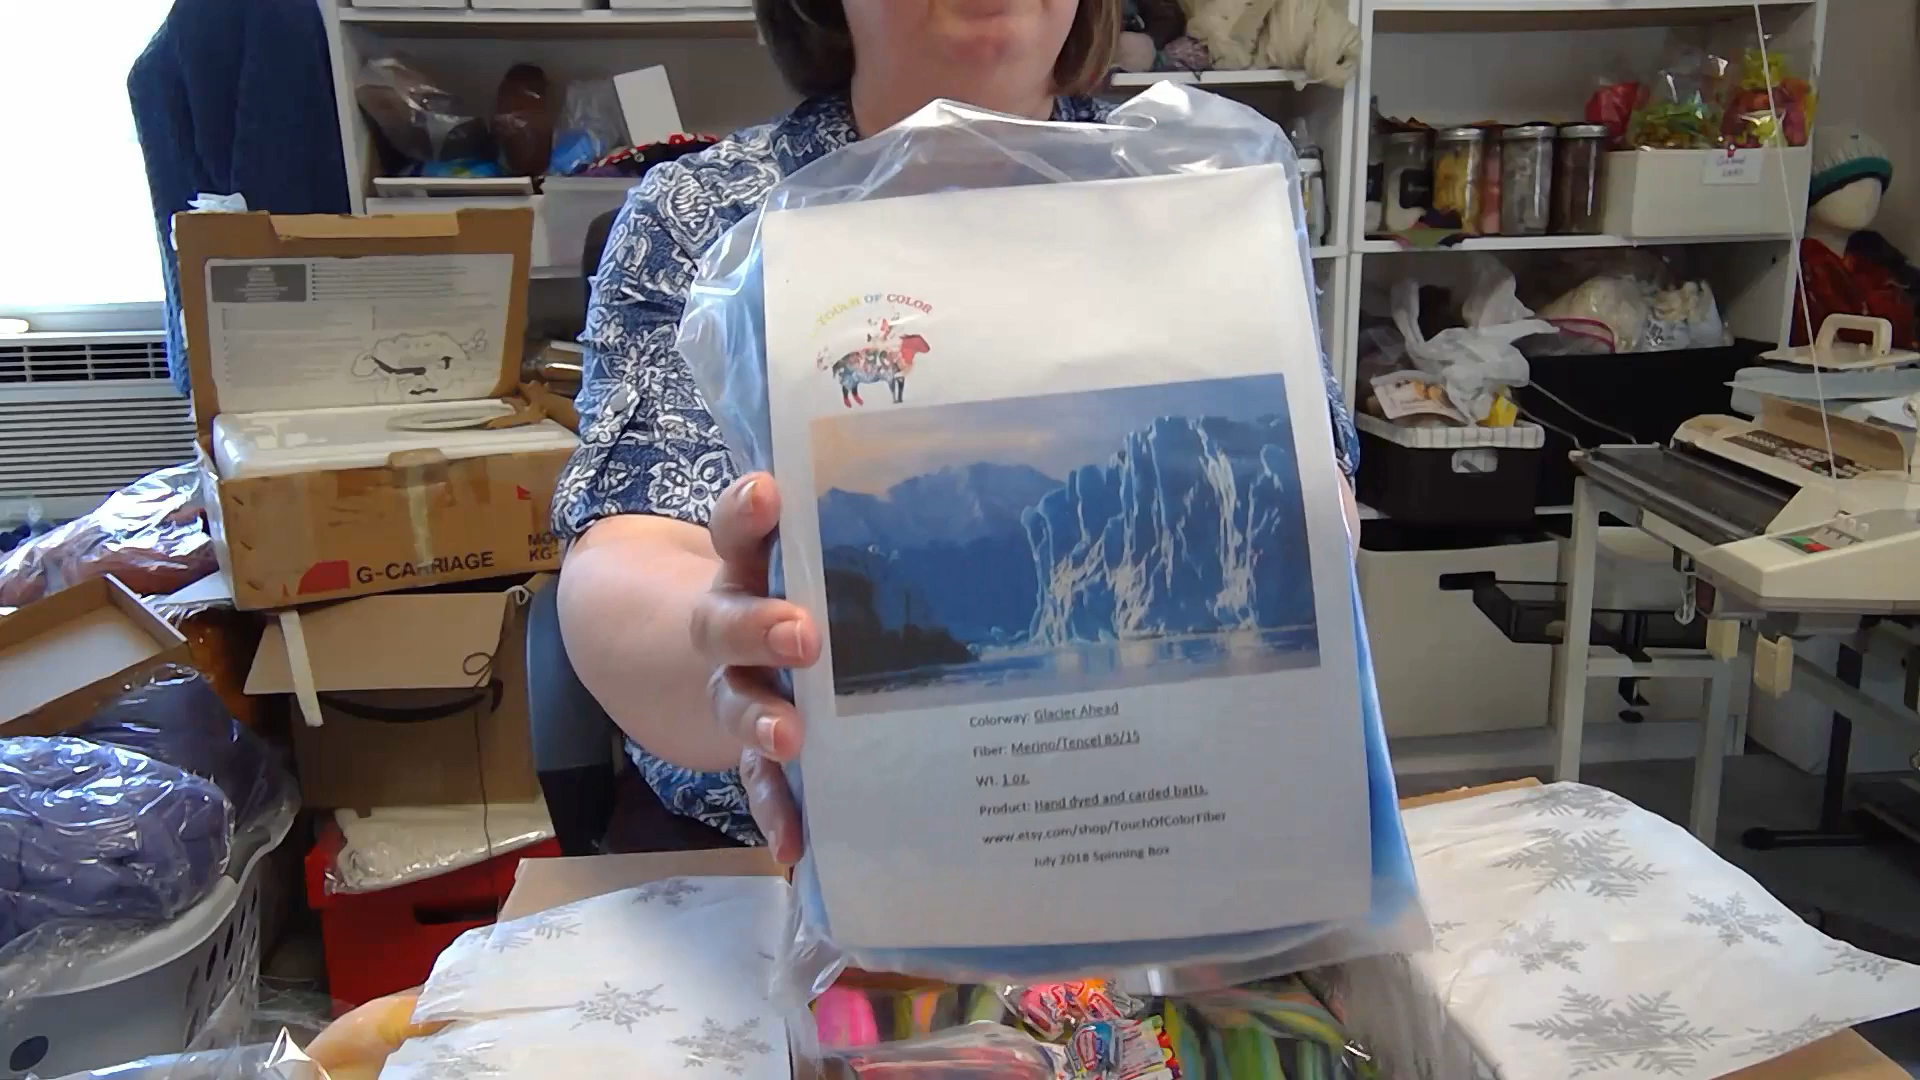 TOUCH OF COLOR
G-CARRIAGE
Colorway: Glacier Ahead
Fiber: Merino/Tencel 85/15
Wt. 1 oz.
Product: Hand dyed and carded batts.
www.etsy.com/shop/TouchOfColorFiber
July 2018 Spinning Box